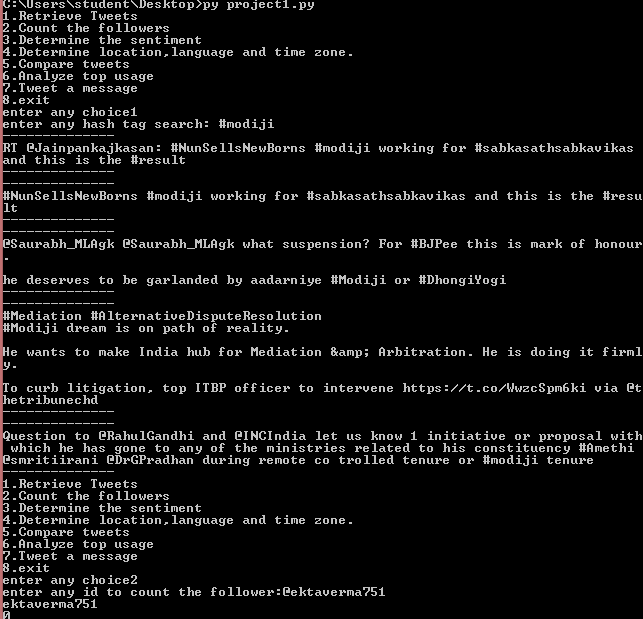 C:\Users\student\Desktop>py project1.py
1.Retrieve Tweets
2.Count the followers
3.Determine the sentiment
4.Determine location,language and time zone.
5.Compare tweets
6.Analyze top usage
7.Tweet a message
8.exit
enter any choice1
enter any hash tag search: #modiji
--------------
RT @Jainpankajkasan: #NunSellsNewBorns #modiji working for #sabkasathsabkavikas
and this is the #result
--------------
--------------
#NunSellsNewBorns #modiji working for #sabkasathsabkavikas and this is the #resu
lt
--------------
--------------
@Saurabh_MLAgk @Saurabh_MLAgk what suspension? For #BJPee this is mark of honour
.
he deserves to be garlanded by aadarniye #Modiji or #DhongiYogi
--------------
--------------
#Mediation #AlternativeDisputeResolution
#Modiji dream is on path of reality.
He wants to make India hub for Mediation &amp; Arbitration. He is doing it firml
y.
To curb litigation, top ITBP officer to intervene https://t.co/WwzcSpm6ki via @t
hetribunechd
--------------
--------------
Question to @RahulGandhi and @INCIndia let us know 1 initiative or proposal with
which he has gone to any of the ministries related to his constituency #Amethi
@smritiirani @DrGPradhan during remote co trolled tenure or #modiji tenure
--------------
1.Retrieve Tweets
2.Count the followers
3.Determine the sentiment
4.Determine location,language and time zone.
5.Compare tweets
6.Analyze top usage
7.Tweet a message
8.exit
enter any choice2
enter any id to count the follower:@ektaverma751
ektaverma751
0